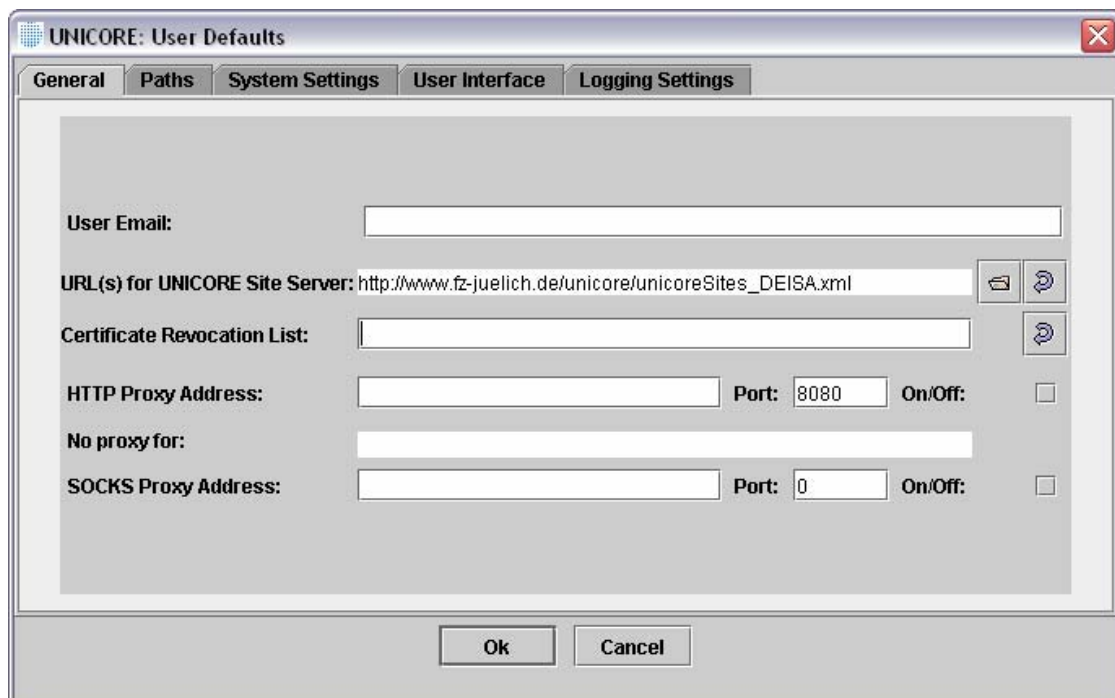 UNICORE: User Defaults
General Paths System Settings User Interface Logging Settings
User Email:
URL(s) for UNICORE Site Server: http://www.fz-juelich.de/unicore/unicoreSites_DEISA.xml
Certificate Revocation List:
HTTP Proxy Address: Port: 8080 On/Off:
No proxy for:
SOCKS Proxy Address: Port: 0 On/Off:
Ok Cancel